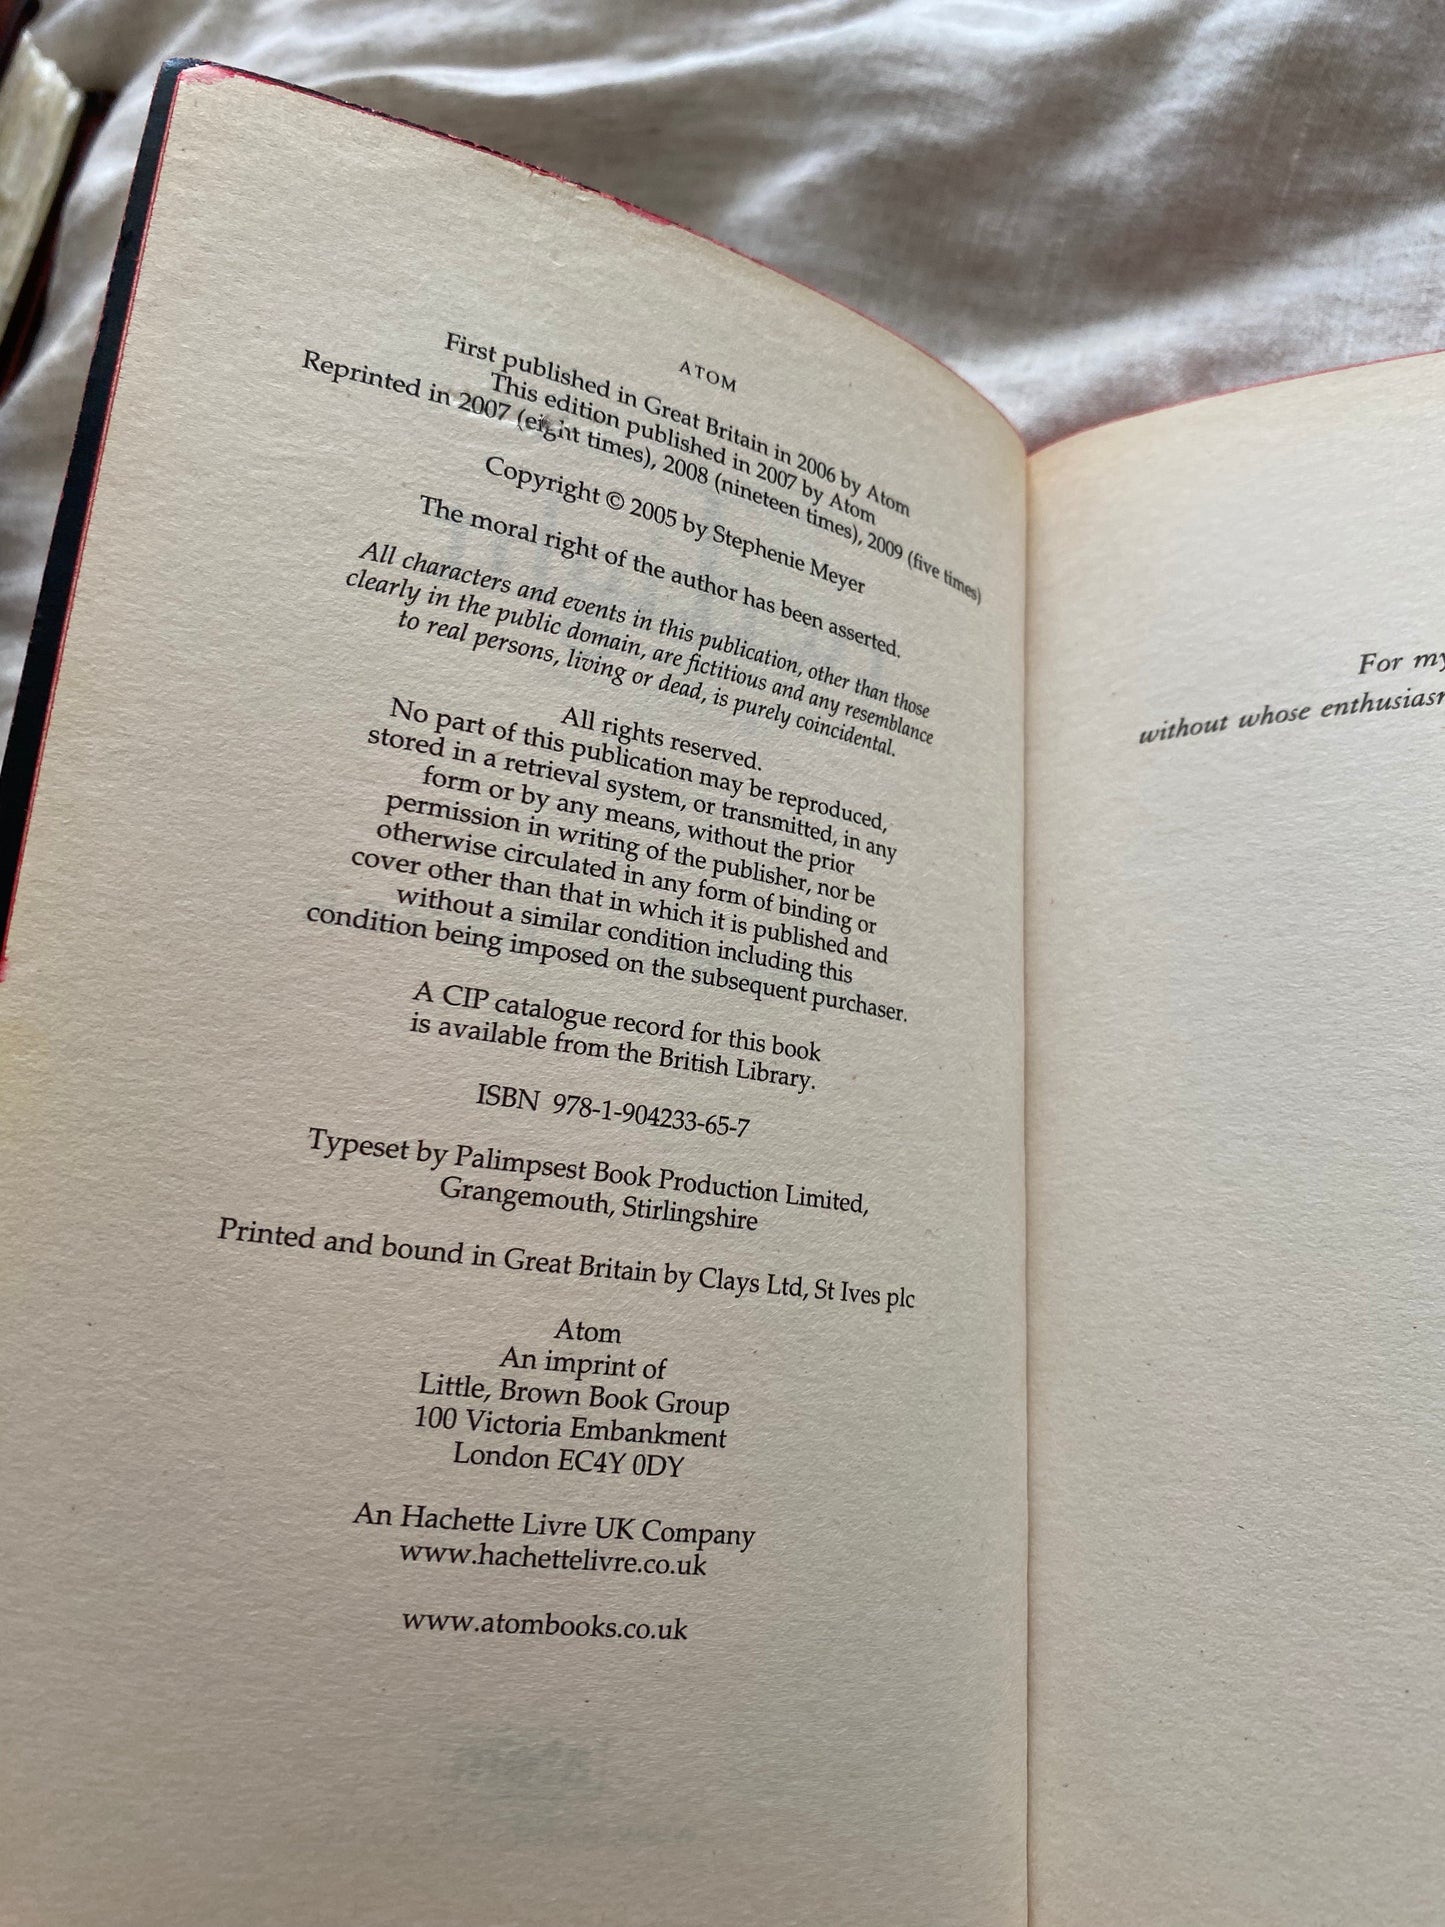 ATOM
First published in Great Britain in 2006 by Atom
This edition published in 2007 by Atom
Reprinted in 2007 (eight times), 2008 (nineteen times), 2009 (five times)
Copyright © 2005 by Stephenie Meyer
The moral right of the author has been asserted.
All characters and events in this publication, other than those
clearly in the public domain, are fictitious and any resemblance
to real persons, living or dead, is purely coincidental.
All rights reserved.
No part of this publication may be reproduced,
stored in a retrieval system, or transmitted, in any
form or by any means, without the prior
permission in writing of the publisher, nor be
otherwise circulated in any form of binding or
cover other than that in which it is published and
without a similar condition including this
condition being imposed on the subsequent purchaser.
A CIP catalogue record for this book
is available from the British Library.
ISBN 978-1-904233-65-7
Typeset by Palimpsest Book Production Limited,
Grangemouth, Stirlingshire
Printed and bound in Great Britain by Clays Ltd, St Ives plc
Atom
An imprint of
Little, Brown Book Group
100 Victoria Embankment
London EC4Y 0DY
An Hachette Livre UK Company
www.hachettelivre.co.uk
www.atombooks.co.uk
For my
without whose enthusiasm